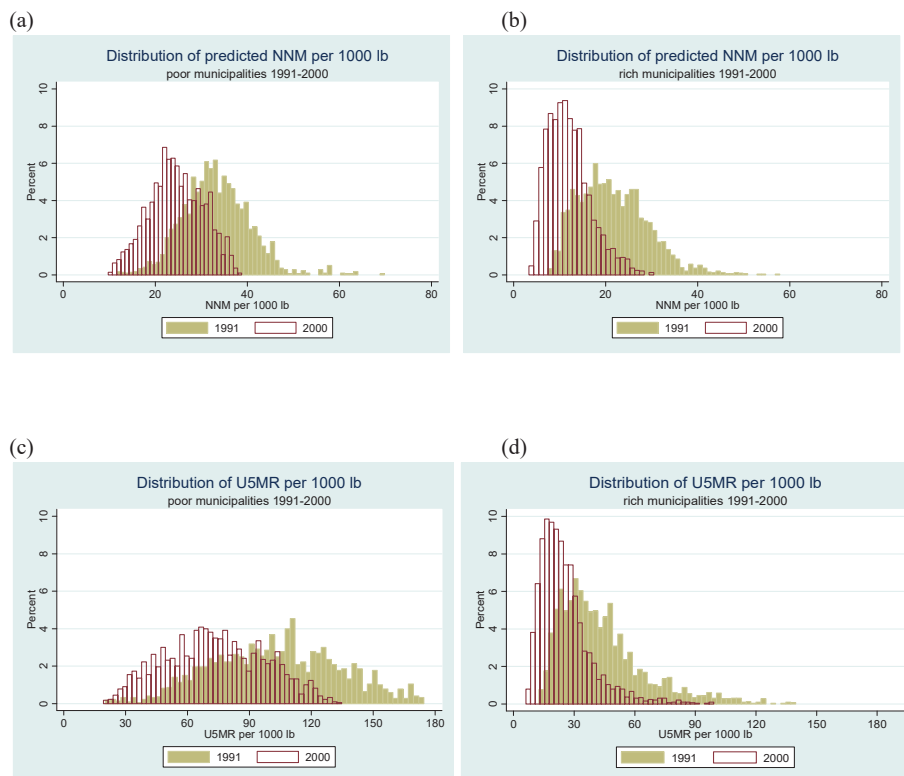 (a)
Distribution of predicted NNM per 1000 lb
poor municipalities 1991-2000
Percent
0 2 4 6 8 10
0 20 40 60 80
NNM per 1000 lb
1991 2000
(b)
Distribution of predicted NNM per 1000 lb
rich municipalities 1991-2000
Percent
0 2 4 6 8 10
0 20 40 60 80
NNM per 1000 lb
1991 2000
(c)
Distribution of U5MR per 1000 lb
poor municipalities 1991-2000
Percent
0 2 4 6 8 10
0 30 60 90 120 150 180
U5MR per 1000 lb
1991 2000
(d)
Distribution of U5MR per 1000 lb
rich municipalities 1991-2000
Percent
0 2 4 6 8 10
0 30 60 90 120 150 180
U5MR per 1000 lb
1991 2000